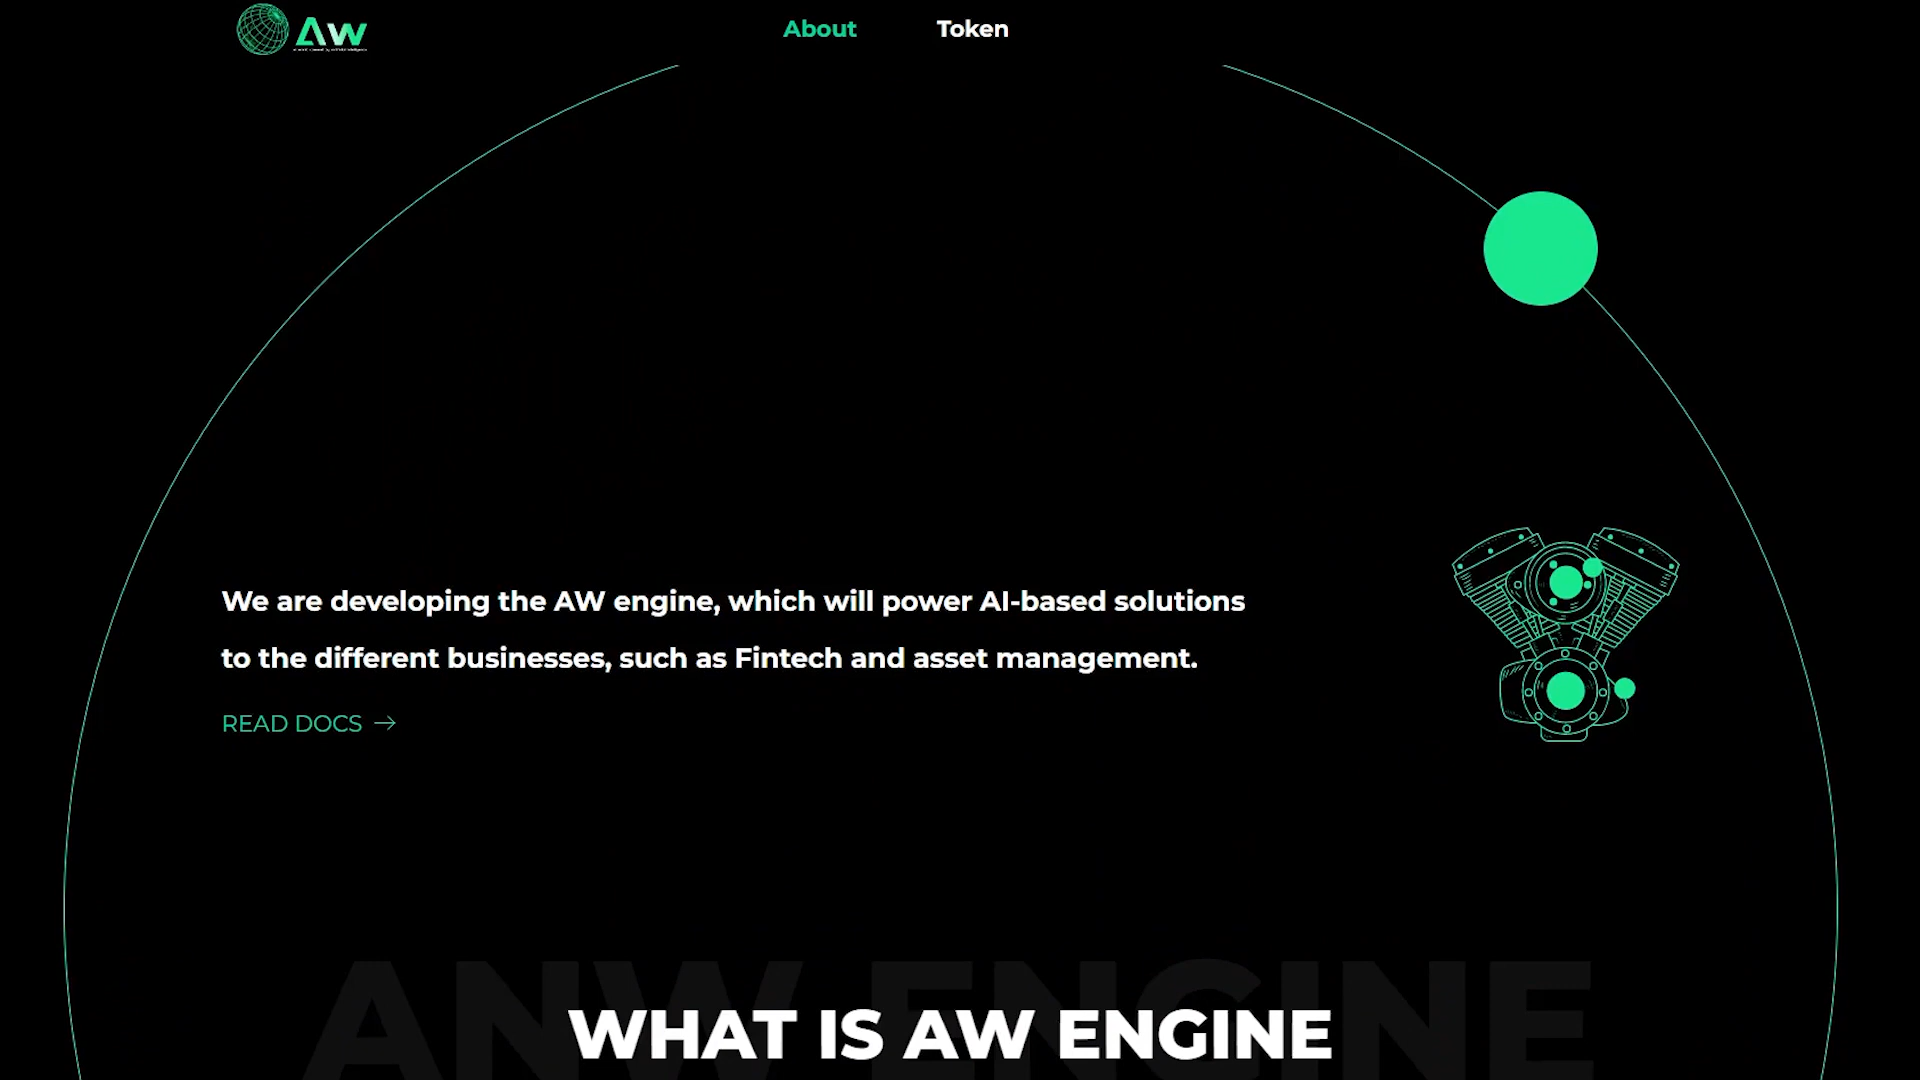 Aw
About
Token
We are developing the AW engine, which will power AI-based solutions
to the different businesses, such as Fintech and asset management.
READ DOCS
ANW ENGINE
WHAT IS AW ENGINE